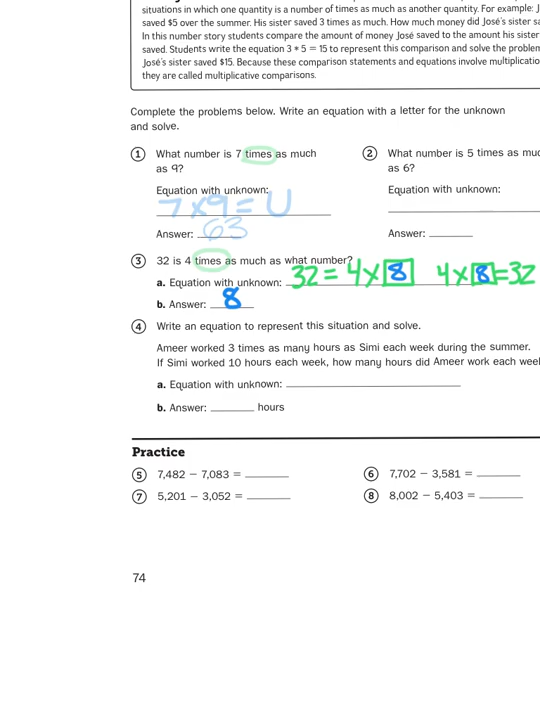 situations in which one quantity is a number of times as much as another quantity. For example: J
saved $5 over the summer. His sister saved 3 times as much. How much money did José's sister sa
In this number story students compare the amount of money José saved to the amount his sister
saved. Students write the equation 3 * 5 = 15 to represent this comparison and solve the problem
José's sister saved $15. Because these comparison statements and equations involve multiplicatio
they are called multiplicative comparisons.
Complete the problems below. Write an equation with a letter for the unknown
and solve.
1 What number is 7 times as much
as 9?
Equation with unknown:
7 x 9 = U
Answer: 63
2 What number is 5 times as muc
as 6?
Equation with unknown:
Answer:
3 32 is 4 times as much as what number?
a. Equation with unknown: 32 = 4 x 8 4 x 8 = 32
b. Answer: 8
4 Write an equation to represent this situation and solve.
Ameer worked 3 times as many hours as Simi each week during the summer.
If Simi worked 10 hours each week, how many hours did Ameer work each week
a. Equation with unknown:
b. Answer: hours
Practice
5 7,482 − 7,083 =
6 7,702 − 3,581 =
7 5,201 − 3,052 =
8 8,002 − 5,403 =
74